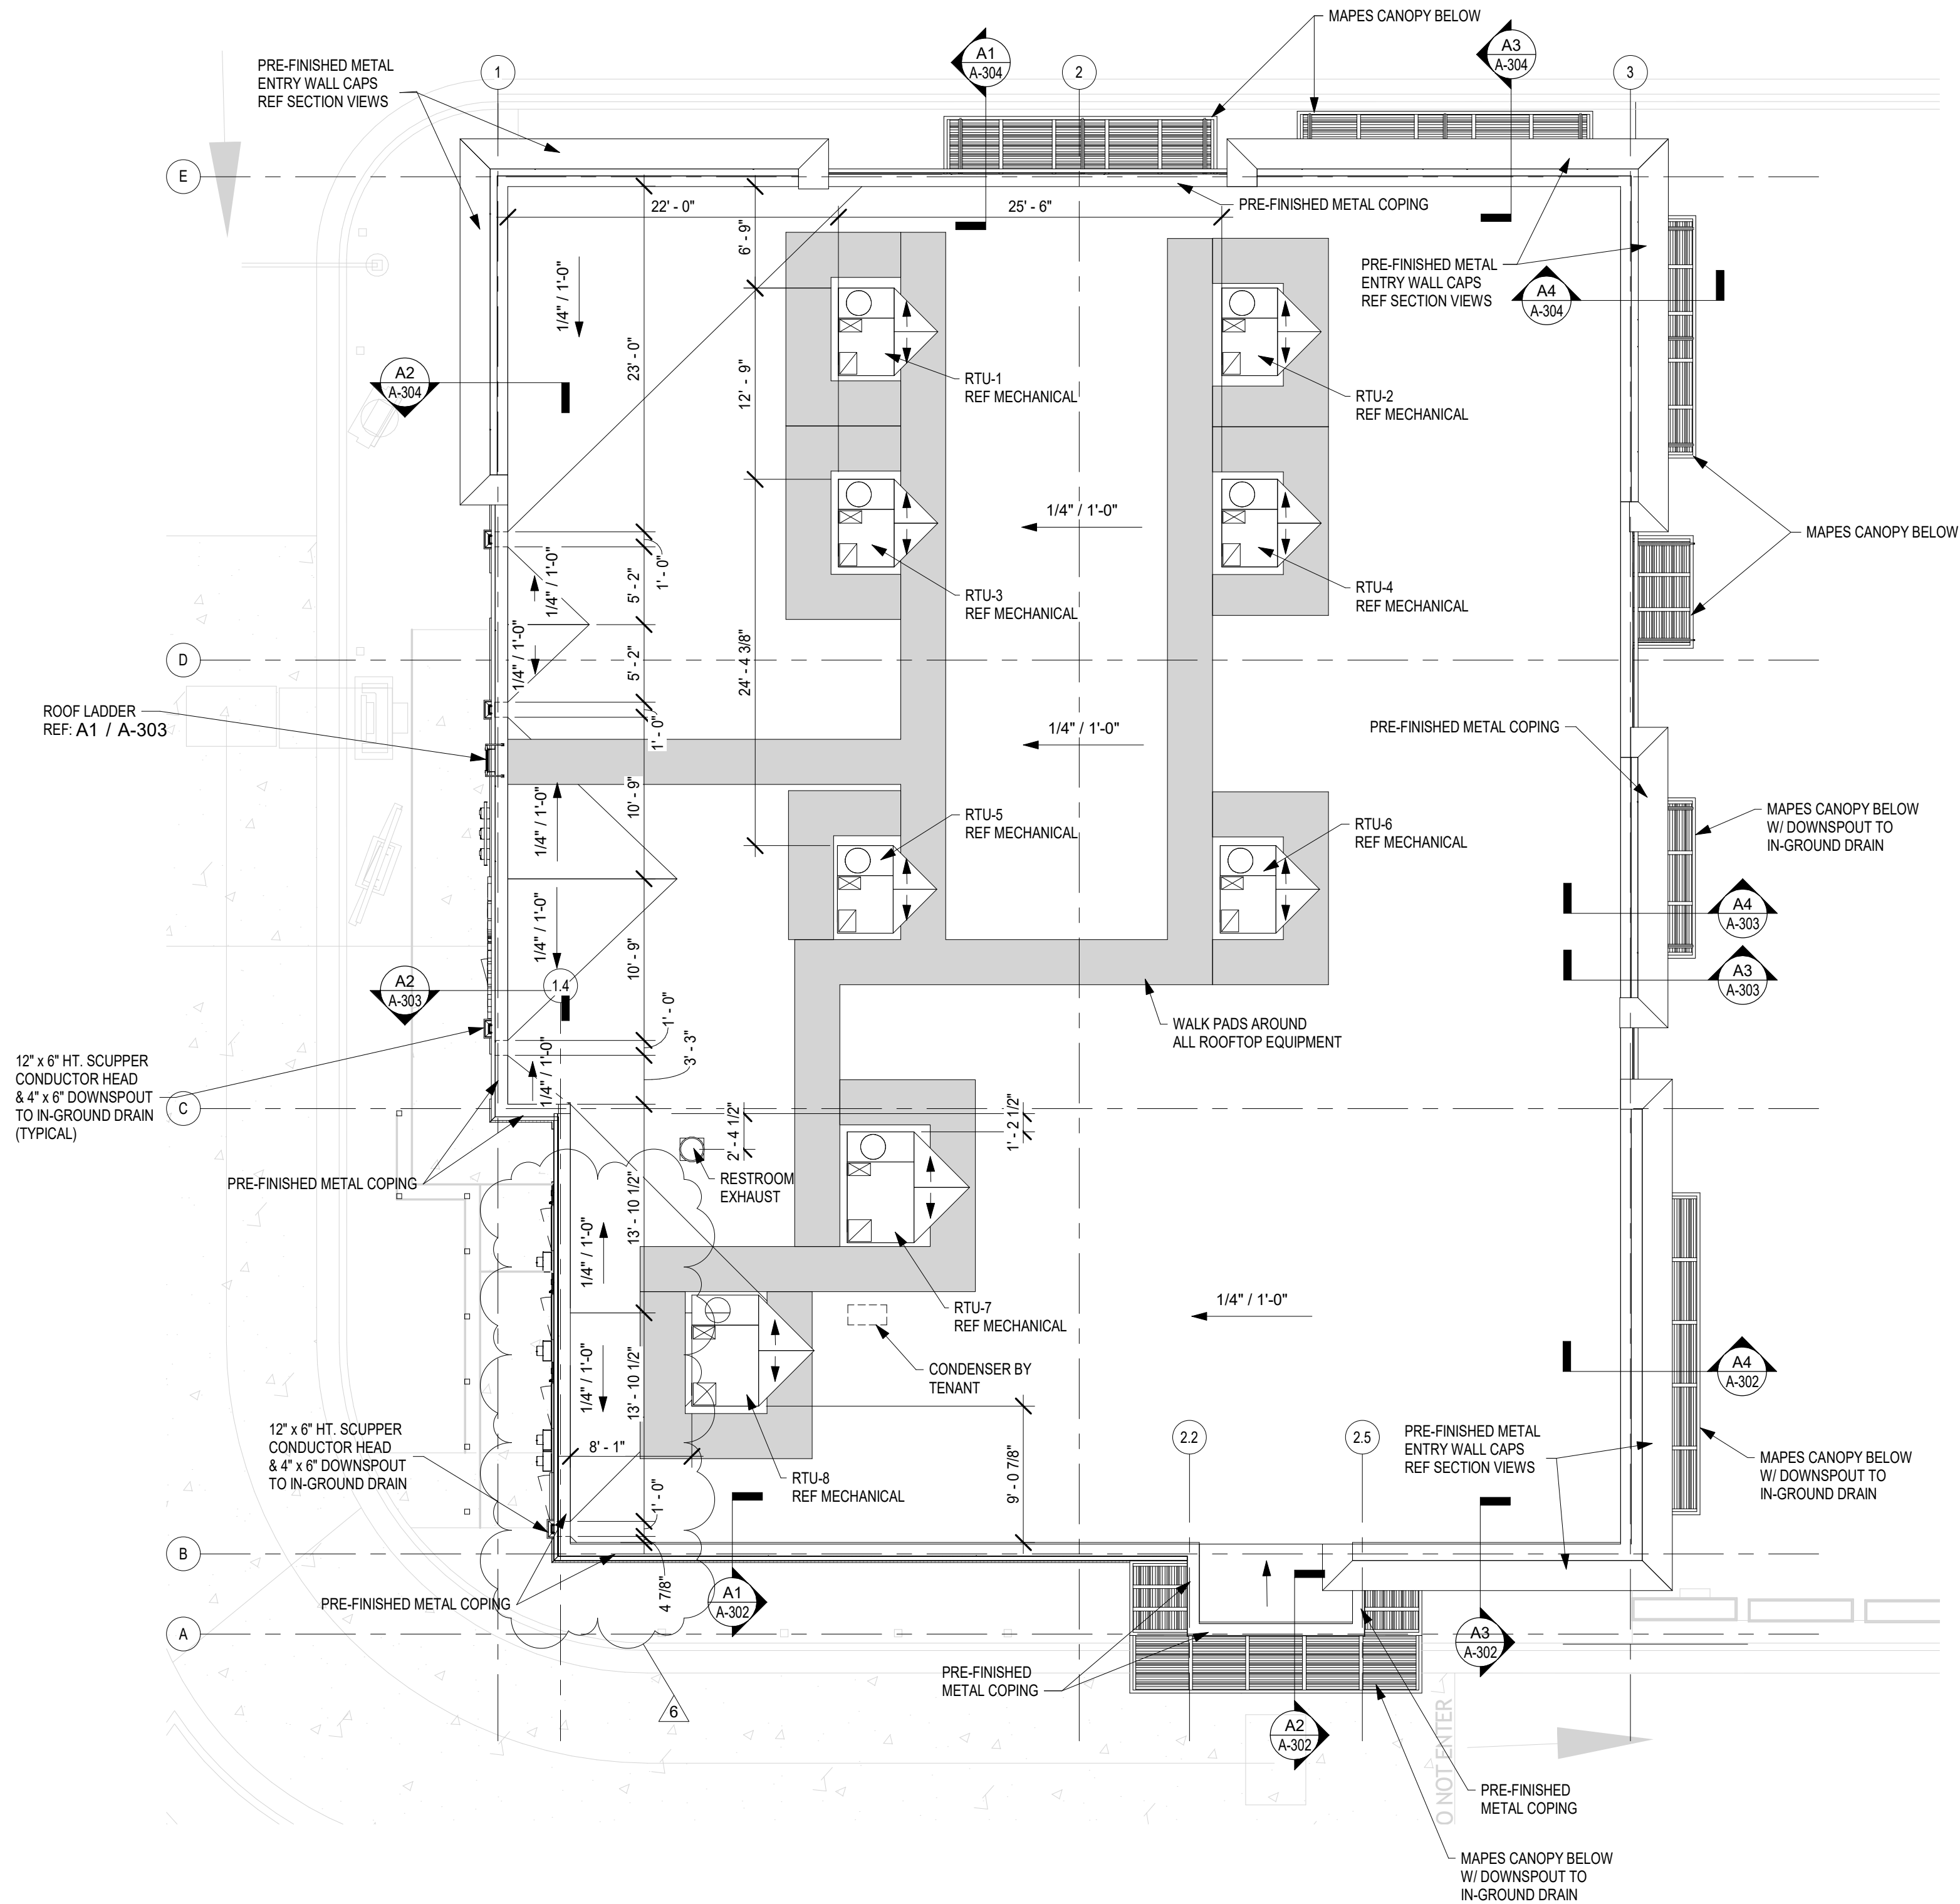 MAPES CANOPY BELOW
PRE-FINISHED METAL
ENTRY WALL CAPS
REF SECTION VIEWS
1
A1
A-304
2
A3
A-304
3
E
22' - 0"
25' - 6"
PRE-FINISHED METAL COPING
6' - 9"
1/4" / 1'-0"
23' - 0"
PRE-FINISHED METAL
ENTRY WALL CAPS
REF SECTION VIEWS
A4
A-304
A2
A-304
12' - 9"
RTU-1
REF MECHANICAL
RTU-2
REF MECHANICAL
1/4" / 1'-0"
MAPES CANOPY BELOW
1/4" / 1'-0"
5' - 2"
1' - 0"
RTU-3
REF MECHANICAL
RTU-4
REF MECHANICAL
1/4" / 1'-0"
D
5' - 2"
24' - 4 3/8"
ROOF LADDER
REF: A1 / A-303
1' - 0"
1/4" / 1'-0"
PRE-FINISHED METAL COPING
10' - 9"
1/4" / 1'-0"
RTU-5
REF MECHANICAL
RTU-6
REF MECHANICAL
MAPES CANOPY BELOW
W/ DOWNSPOUT TO
IN-GROUND DRAIN
1/4" / 1'-0"
10' - 9"
A4
A-303
A2
A-303
1.4
A3
A-303
1' - 0"
3' - 3"
WALK PADS AROUND
ALL ROOFTOP EQUIPMENT
12" x 6" HT. SCUPPER
CONDUCTOR HEAD
& 4" x 6" DOWNSPOUT
TO IN-GROUND DRAIN
(TYPICAL)
1/4" / 1'-0"
C
2' - 4 1/2"
1' - 2 1/2"
PRE-FINISHED METAL COPING
RESTROOM
EXHAUST
13' - 10 1/2"
1/4" / 1'-0"
RTU-7
REF MECHANICAL
1/4" / 1'-0"
CONDENSER BY
TENANT
A4
A-302
13' - 10 1/2"
1/4" / 1'-0"
12" x 6" HT. SCUPPER
CONDUCTOR HEAD
& 4" x 6" DOWNSPOUT
TO IN-GROUND DRAIN
8' - 1"
RTU-8
REF MECHANICAL
1' - 0"
9' - 0 7/8"
2.2
2.5
PRE-FINISHED METAL
ENTRY WALL CAPS
REF SECTION VIEWS
MAPES CANOPY BELOW
W/ DOWNSPOUT TO
IN-GROUND DRAIN
B
4 7/8"
A1
A-302
PRE-FINISHED METAL COPING
A
A3
A-302
PRE-FINISHED
METAL COPING
6
A2
A-302
O NOT ENTER
PRE-FINISHED
METAL COPING
MAPES CANOPY BELOW
W/ DOWNSPOUT TO
IN-GROUND DRAIN